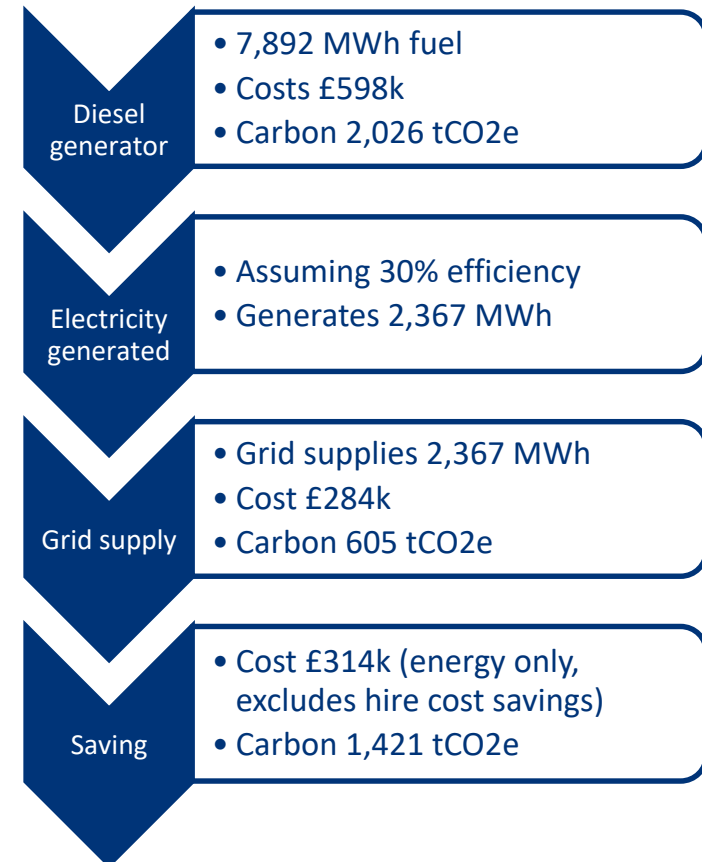 Diesel
generator
• 7,892 MWh fuel
• Costs £598k
• Carbon 2,026 tCO2e
Electricity
generated
• Assuming 30% efficiency
• Generates 2,367 MWh
Grid supply
• Grid supplies 2,367 MWh
• Cost £284k
• Carbon 605 tCO2e
Saving
• Cost £314k (energy only,
excludes hire cost savings)
• Carbon 1,421 tCO2e